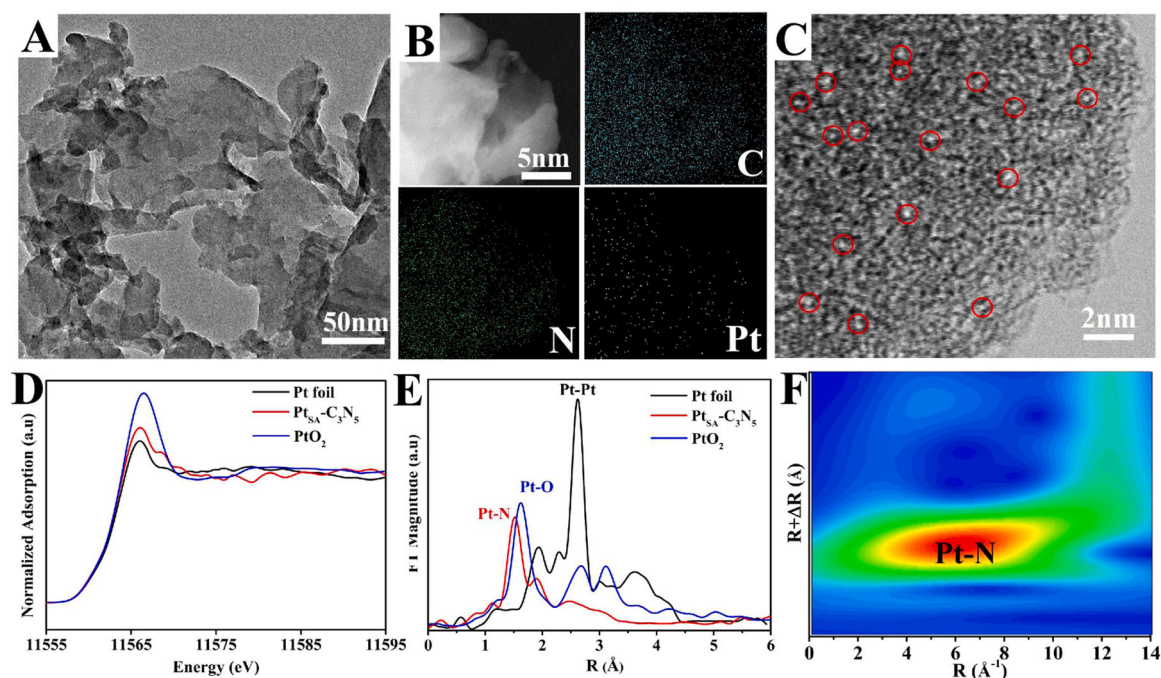 A
50nm
B
5nm
C
N
Pt
C
2nm
D
Pt foil
PtSA-C3N5
PtO2
Normalized Adsorption (a.u)
11555
11565
11575
11585
11595
Energy (eV)
E
Pt-Pt
Pt foil
PtSA-C3N5
PtO2
Pt-O
Pt-N
F T Magnitude (a.u)
0
1
2
3
4
5
6
R (Å)
F
Pt-N
R+ΔR (Å)
0
2
4
6
8
10
12
14
R (Å-1)